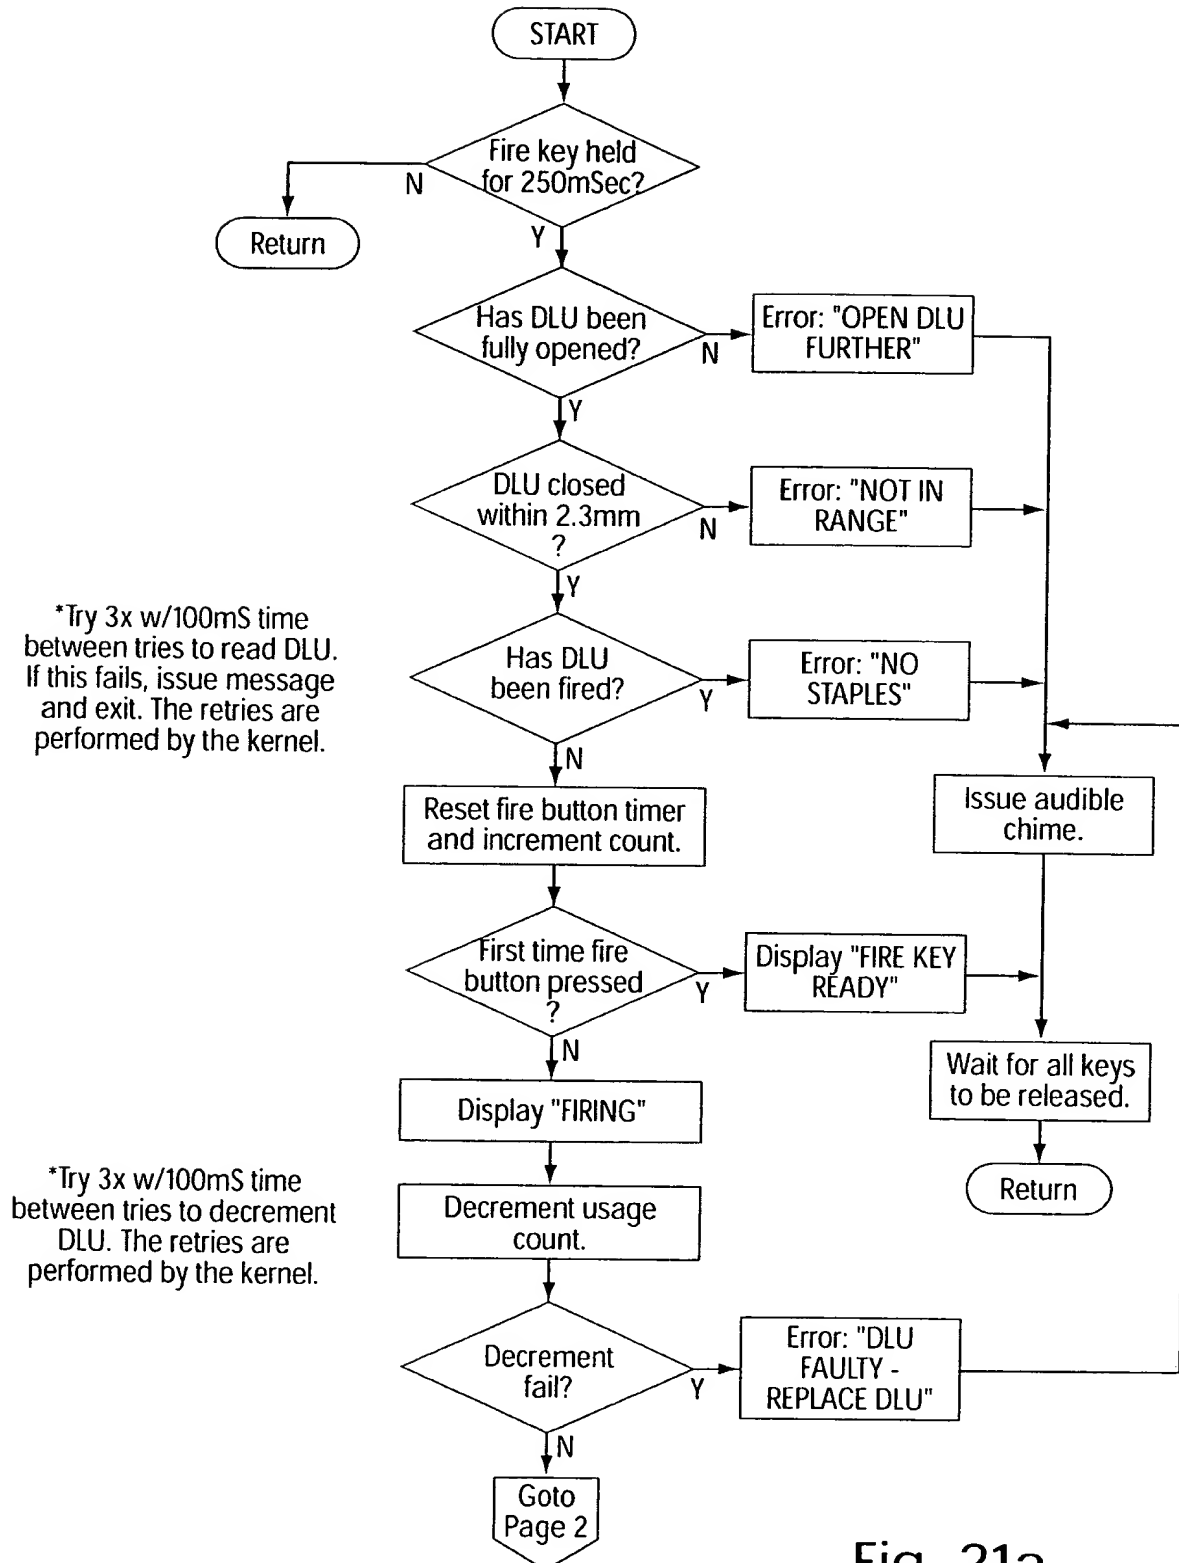 START
Fire key held
for 250mSec?
N
Return
Y
Has DLU been
fully opened?
N
Error: "OPEN DLU
FURTHER"
Y
DLU closed
within 2.3mm
?
N
Error: "NOT IN
RANGE"
Y
*Try 3x w/100mS time
between tries to read DLU.
If this fails, issue message
and exit. The retries are
performed by the kernel.
Has DLU
been fired?
Y
Error: "NO
STAPLES"
N
Reset fire button timer
and increment count.
Issue audible
chime.
First time fire
button pressed
?
Y
Display "FIRE KEY
READY"
N
Wait for all keys
to be released.
Return
Display "FIRING"
*Try 3x w/100mS time
between tries to decrement
DLU. The retries are
performed by the kernel.
Decrement usage
count.
Decrement
fail?
Y
Error: "DLU
FAULTY -
REPLACE DLU"
N
Goto
Page 2
Fig. 21a